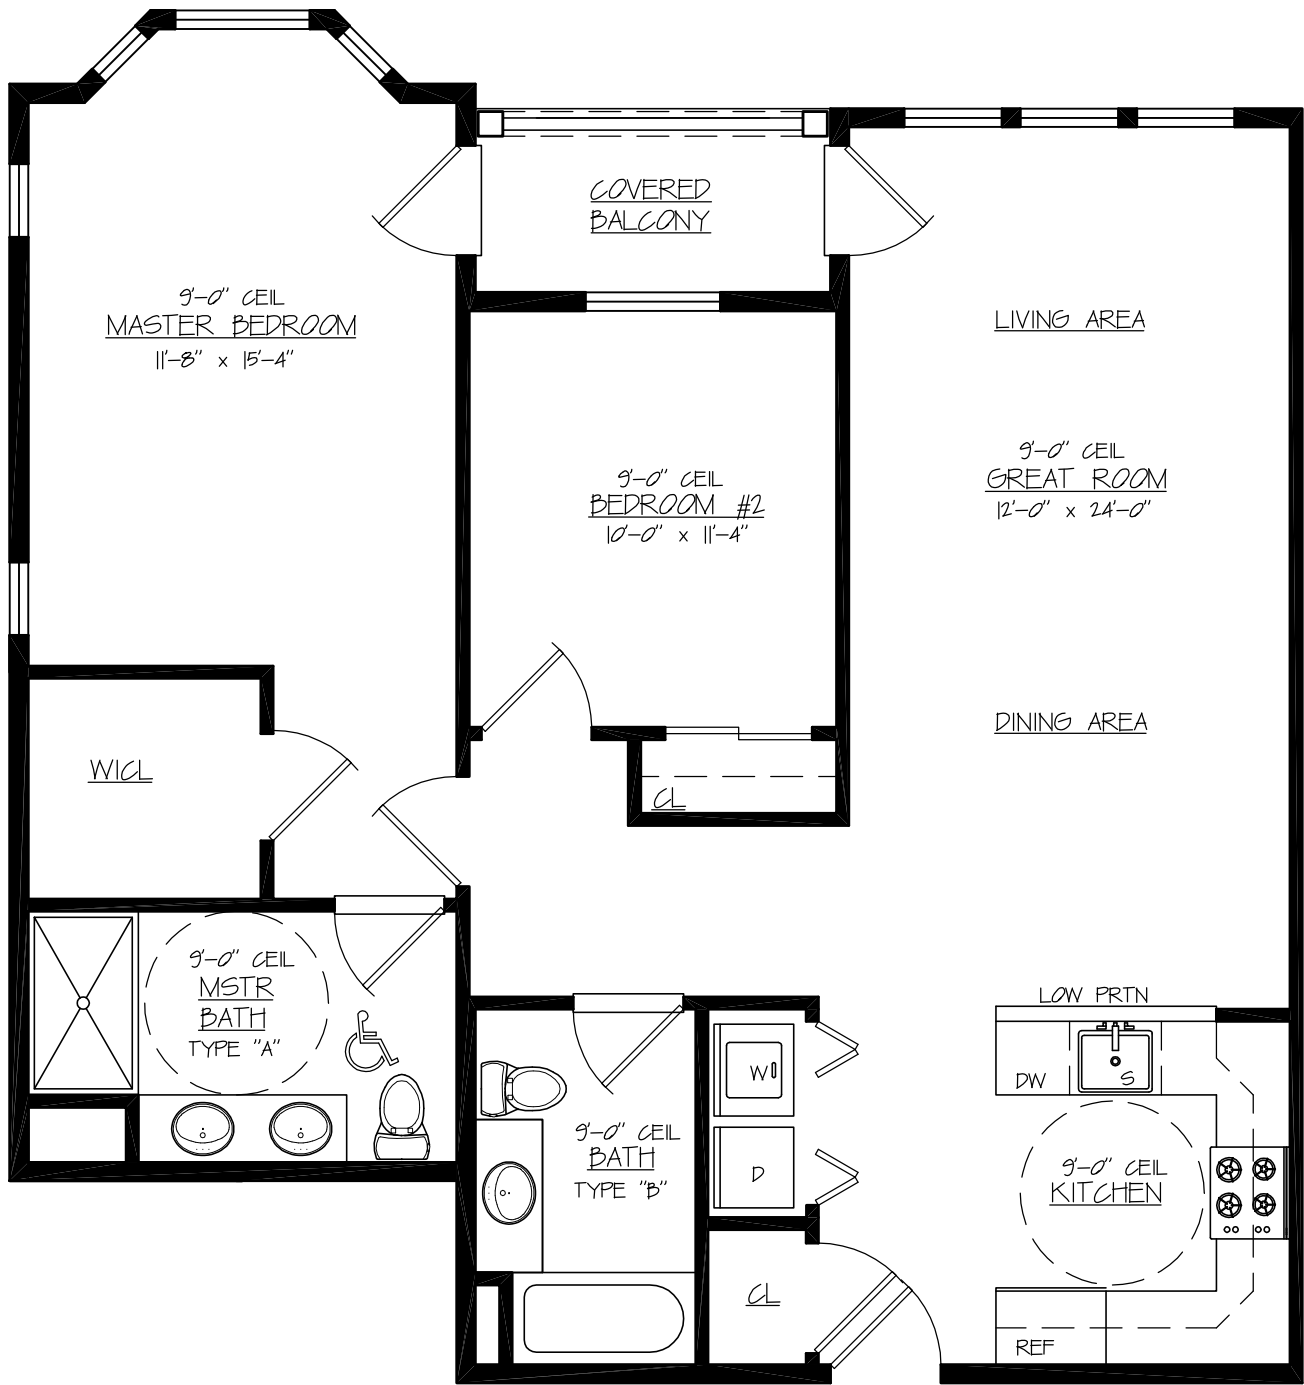 COVERED
BALCONY
9'-0" CEIL
MASTER BEDROOM
11'-8" x 15'-4"
LIVING AREA
9'-0" CEIL
GREAT ROOM
12'-0" x 24'-0"
9'-0" CEIL
BEDROOM #2
10'-0" x 11'-4"
DINING AREA
WICL
CL
9'-0" CEIL
MSTR
BATH
TYPE "A"
LOW PRTN
DW
S
W
9'-0" CEIL
BATH
TYPE "B"
D
9'-0" CEIL
KITCHEN
CL
REF